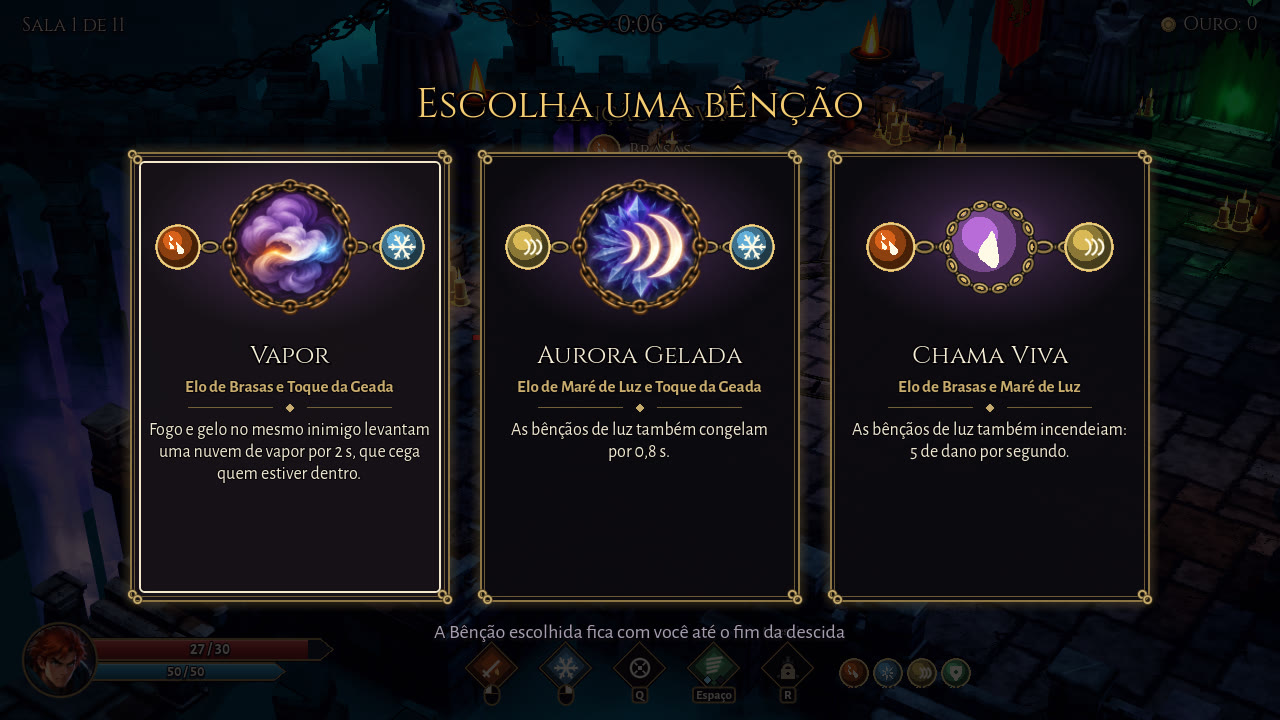 Sala 1 de 11
0:06
Ouro: 0
Escolha uma bênção
Brasas
Vapor
Elo de Brasas e Toque da Geada
Fogo e gelo no mesmo inimigo levantam
uma nuvem de vapor por 2 s, que cega
quem estiver dentro.
Aurora Gelada
Elo de Maré de Luz e Toque da Geada
As bênçãos de luz também congelam
por 0,8 s.
Chama Viva
Elo de Brasas e Maré de Luz
As bênçãos de luz também incendeiam:
5 de dano por segundo.
A Bênção escolhida fica com você até o fim da descida
27/30
50/50
Q
Espaço
R